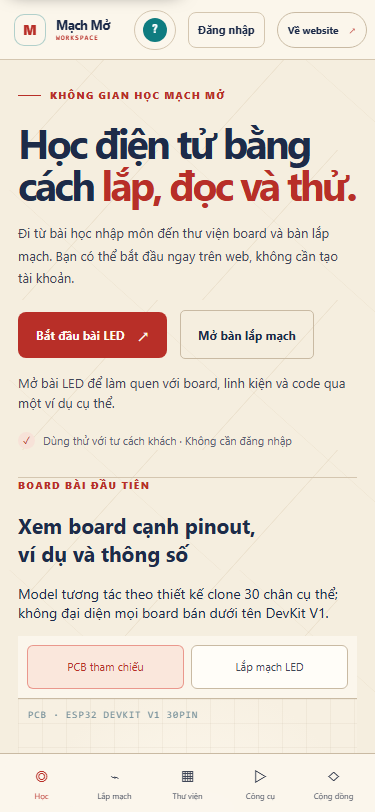 M
Mạch Mở
WORKSPACE
?
Đăng nhập
Về website ↗
KHÔNG GIAN HỌC MẠCH MỞ
Học điện tử bằng
cách lắp, đọc và thử.
Đi từ bài học nhập môn đến thư viện board và bàn lắp
mạch. Bạn có thể bắt đầu ngay trên web, không cần tạo
tài khoản.
Bắt đầu bài LED ↗
Mở bàn lắp mạch
Mở bài LED để làm quen với board, linh kiện và code qua
một ví dụ cụ thể.
✓ Dùng thử với tư cách khách · Không cần đăng nhập
BOARD BÀI ĐẦU TIÊN
Xem board cạnh pinout,
ví dụ và thông số
Model tương tác theo thiết kế clone 30 chân cụ thể;
không đại diện mọi board bán dưới tên DevKit V1.
PCB tham chiếu
Lắp mạch LED
PCB · ESP32 DEVKIT V1 30PIN
Học
Lắp mạch
Thư viện
Công cụ
Cộng đồng